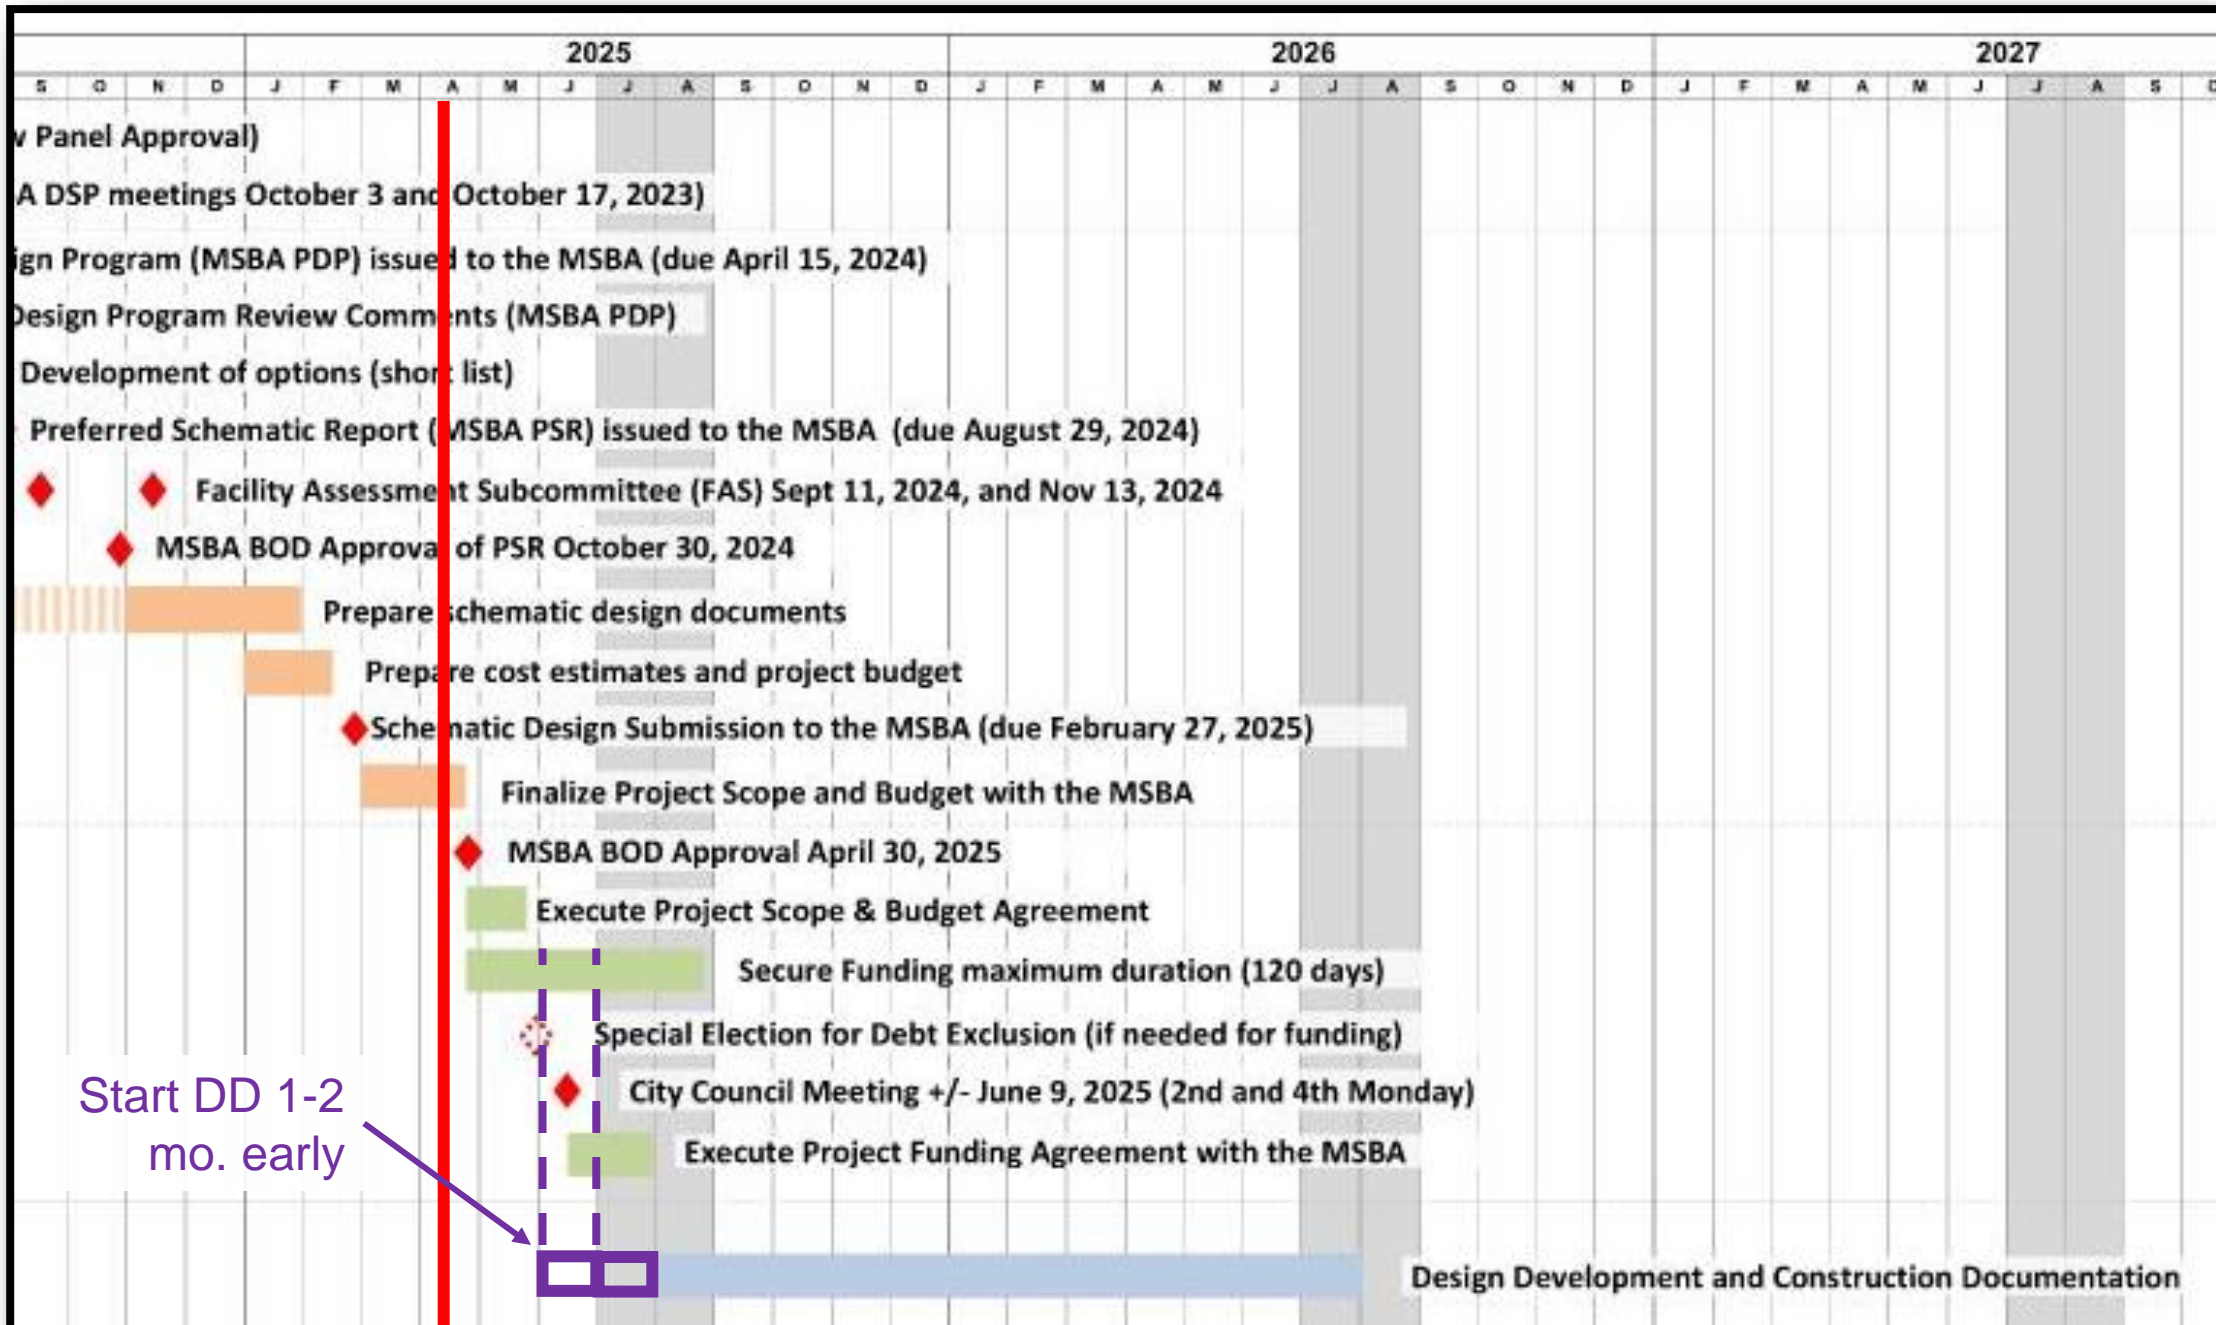 2025 2026 2027
S O N D J F M A M J J A S O N D J F M A M J J A S O N D J F M A M J J A S
Panel Approval)
A DSP meetings October 3 and October 17, 2023)
ign Program (MSBA PDP) issued to the MSBA (due April 15, 2024)
Design Program Review Comments (MSBA PDP)
Development of options (short list)
Preferred Schematic Report (MSBA PSR) issued to the MSBA (due August 29, 2024)
Facility Assessment Subcommittee (FAS) Sept 11, 2024, and Nov 13, 2024
MSBA BOD Approval of PSR October 30, 2024
Prepare schematic design documents
Prepare cost estimates and project budget
Schematic Design Submission to the MSBA (due February 27, 2025)
Finalize Project Scope and Budget with the MSBA
MSBA BOD Approval April 30, 2025
Execute Project Scope & Budget Agreement
Secure Funding maximum duration (120 days)
Special Election for Debt Exclusion (if needed for funding)
City Council Meeting +/- June 9, 2025 (2nd and 4th Monday)
Execute Project Funding Agreement with the MSBA
Start DD 1-2
mo. early
Design Development and Construction Documentation